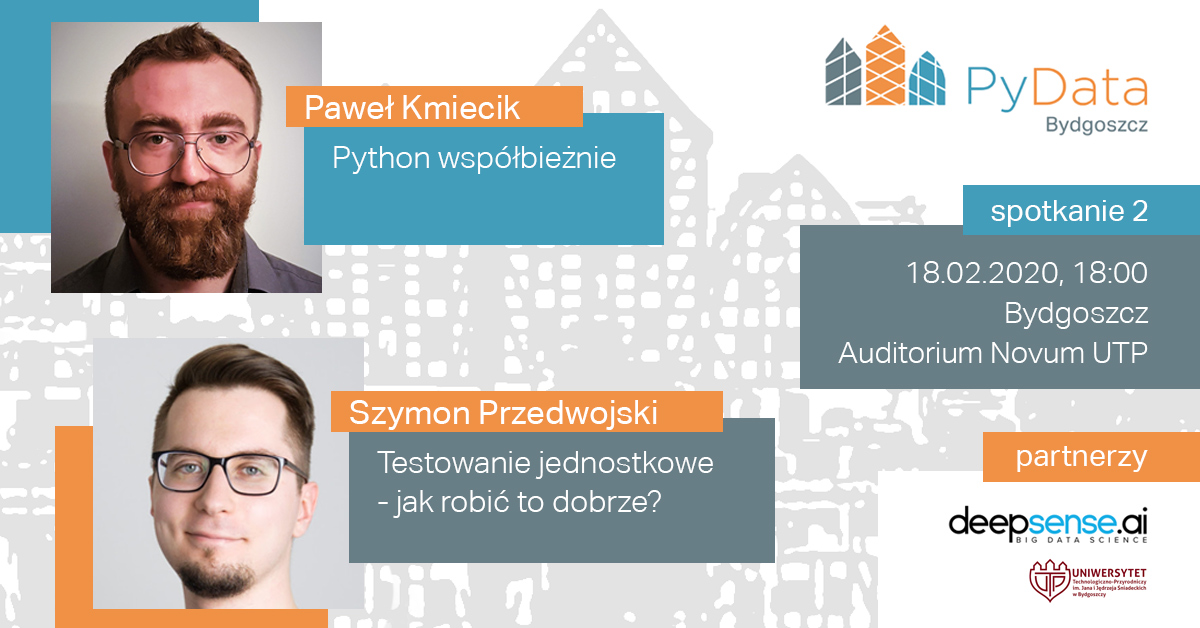 Paweł Kmiecik
Python współbieżnie
Szymon Przedwojski
Testowanie jednostkowe
- jak robić to dobrze?
PyData
Bydgoszcz
spotkanie 2
18.02.2020, 18:00
Bydgoszcz
Auditorium Novum UTP
partnerzy
deepsense.ai
BIG DATA SCIENCE
UTP
UNIWERSYTET
Technologiczno-Przyrodniczy
im. Jana i Jędrzeja Śniadeckich
w Bydgoszczy